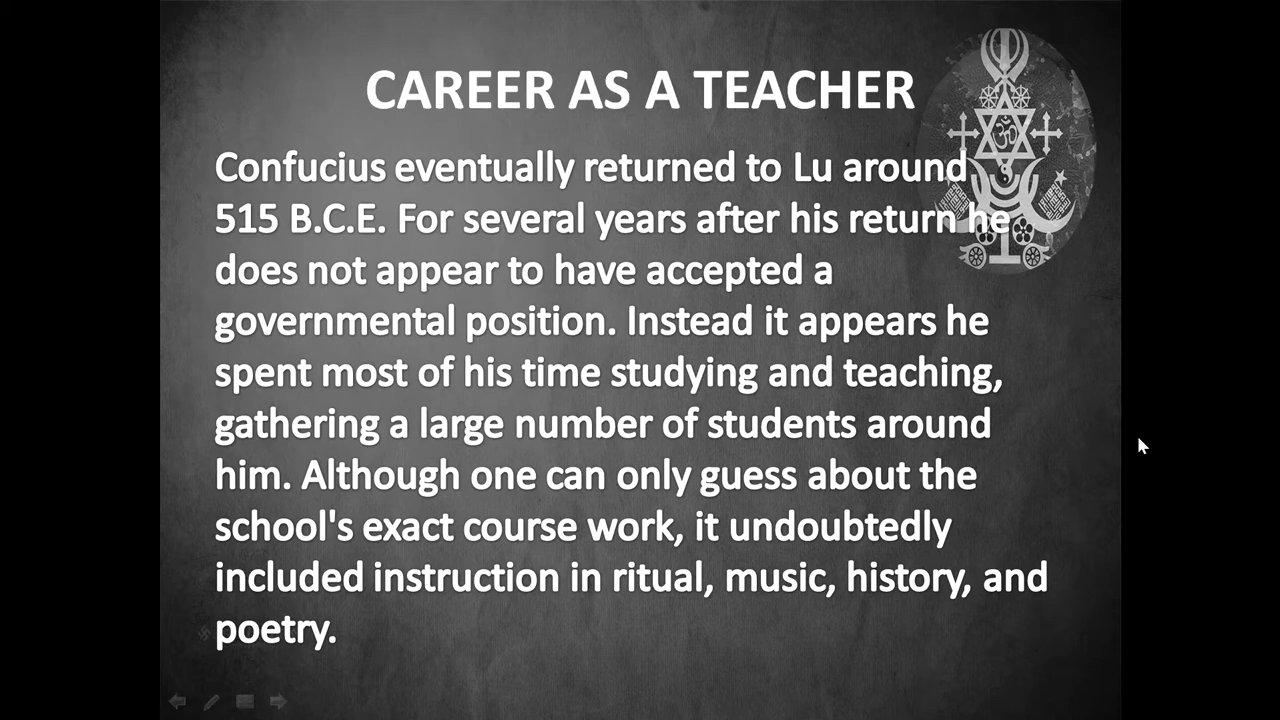 CAREER AS A TEACHER
Confucius eventually returned to Lu around
515 B.C.E. For several years after his return he
does not appear to have accepted a
governmental position. Instead it appears he
spent most of his time studying and teaching,
gathering a large number of students around
him. Although one can only guess about the
school's exact course work, it undoubtedly
included instruction in ritual, music, history, and
poetry.